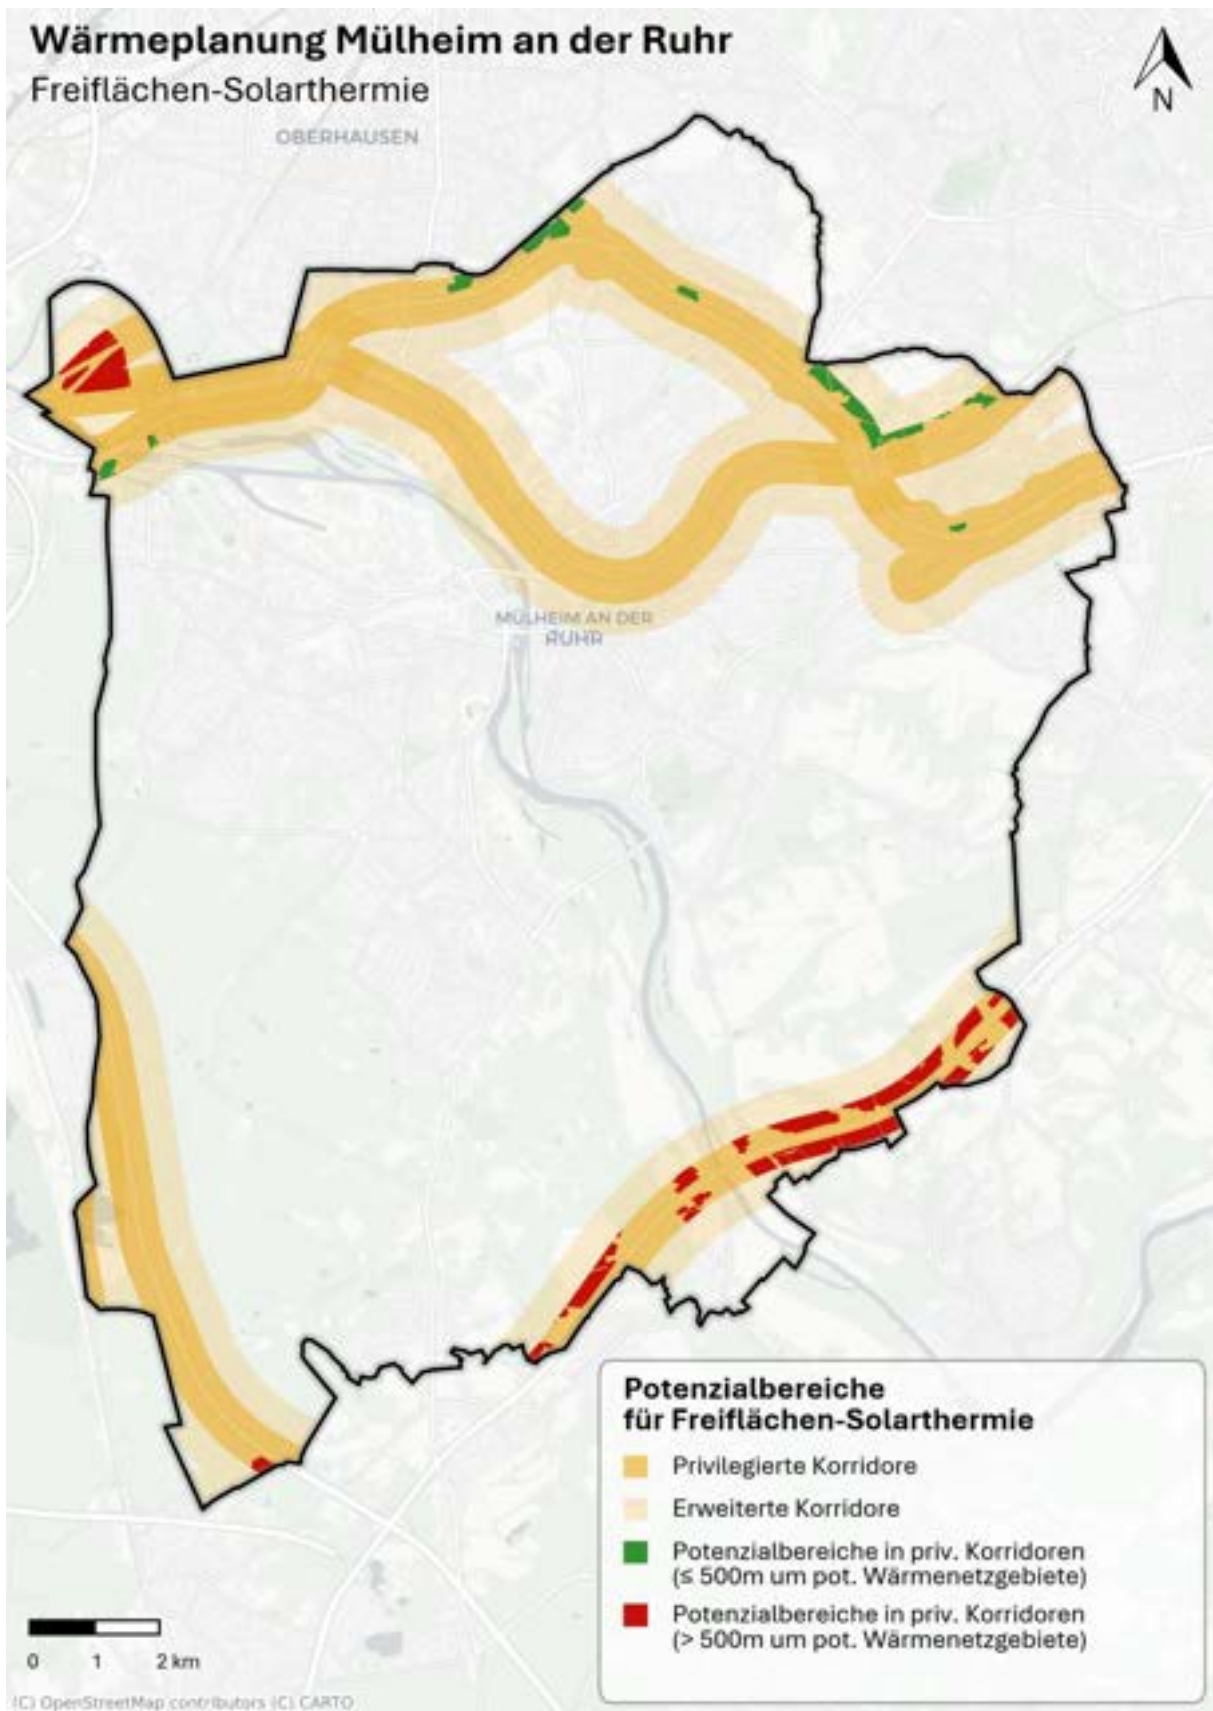 Wärmeplanung Mülheim an der Ruhr
Freiflächen-Solarthermie
N
OBERHAUSEN
MÜLHEIM AN DER
RUHR
Potenzialbereiche
für Freiflächen-Solarthermie
Privilegierte Korridore
Erweiterte Korridore
Potenzialbereiche in priv. Korridoren
(≤ 500m um pot. Wärmenetzgebiete)
Potenzialbereiche in priv. Korridoren
(> 500m um pot. Wärmenetzgebiete)
0 1 2 km
(C) OpenStreetMap contributors (C) CARTO